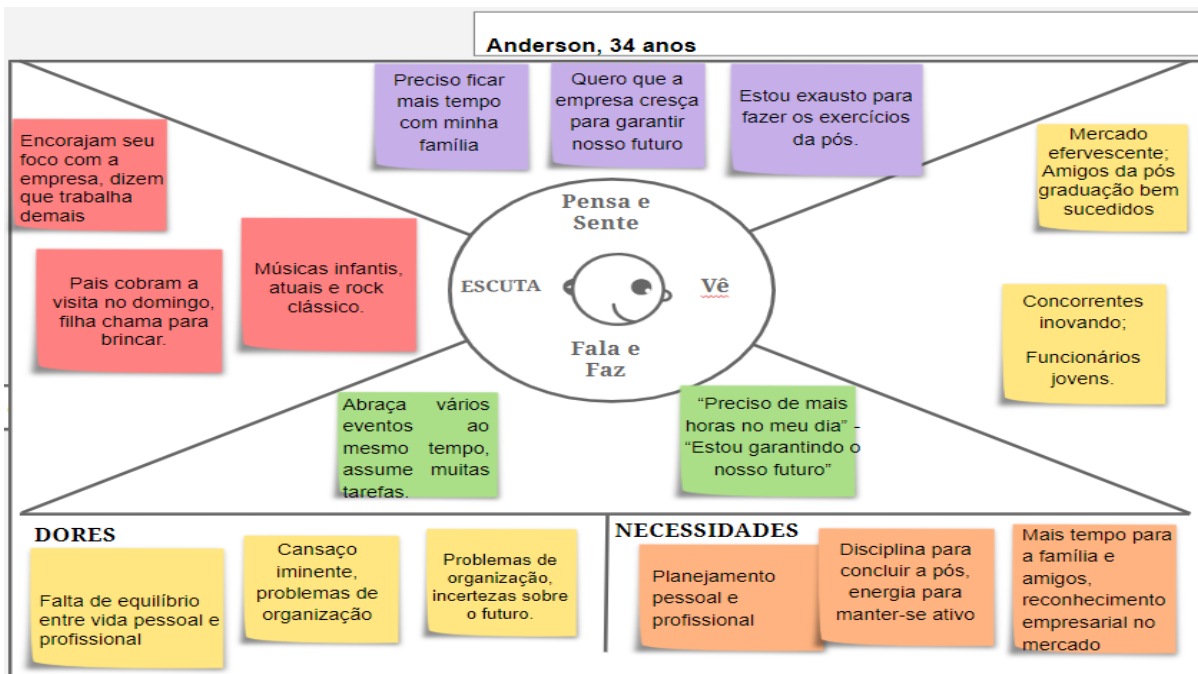 Anderson, 34 anos
Preciso ficar
mais tempo
com minha
família
Quero que a
empresa cresça
para garantir
nosso futuro
Estou exausto para
fazer os exercícios
da pós.
Encorajam seu
foco com a
empresa, dizem
que trabalha
demais
Pais cobram a
visita no domingo,
filha chama para
brincar.
Músicas infantis,
atuais e rock
clássico.
Pensa e
Sente
ESCUTA
Vê
Fala e
Faz
Mercado
efervescente;
Amigos da pós
graduação bem
sucedidos
Concorrentes
inovando;
Funcionários
jovens.
Abraça vários
eventos ao
mesmo tempo,
assume muitas
tarefas.
“Preciso de mais
horas no meu dia” -
“Estou garantindo o
nosso futuro”
DORES
Falta de equilíbrio
entre vida pessoal e
profissional
Cansaço
iminente,
problemas de
organização
Problemas de
organização,
incertezas sobre
o futuro.
NECESSIDADES
Planejamento
pessoal e
profissional
Disciplina para
concluir a pós,
energia para
manter-se ativo
Mais tempo para
a família e
amigos,
reconhecimento
empresarial no
mercado